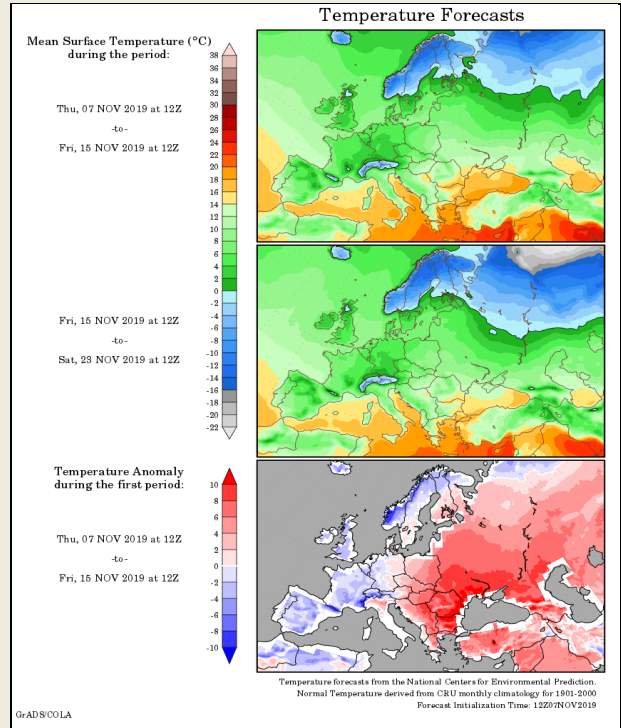 Temperature Forecasts
Mean Surface Temperature (°C)
during the period:
Thu, 07 NOV 2019 at 12Z
-to-
Fri, 15 NOV 2019 at 12Z
38
36
34
32
30
28
26
24
22
20
18
16
14
12
10
8
6
4
2
0
-2
-4
-6
-8
-10
-12
-14
-16
-18
-20
-22
Fri, 15 NOV 2019 at 12Z
-to-
Sat, 23 NOV 2019 at 12Z
Temperature Anomaly
during the first period:
Thu, 07 NOV 2019 at 12Z
-to-
Fri, 15 NOV 2019 at 12Z
10
8
6
4
2
0
-2
-4
-6
-8
-10
Temperature forecasts from the National Centers for Environmental Prediction.
Normal Temperature derived from CRU monthly climatology for 1901-2000
Forecast Initialization Time: 12Z07NOV2019
GrADS/COLA